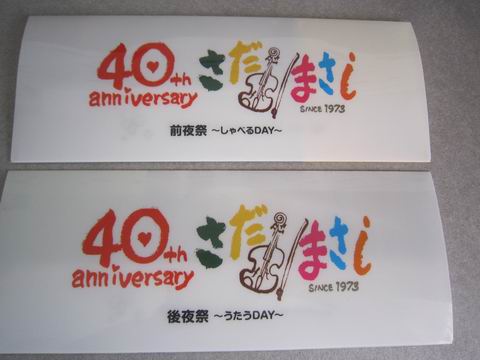 40th
anniversary
さだまさし
SINCE 1973
前夜祭 ～しゃべるDAY～
40th
anniversary
さだまさし
SINCE 1973
後夜祭 ～うたうDAY～